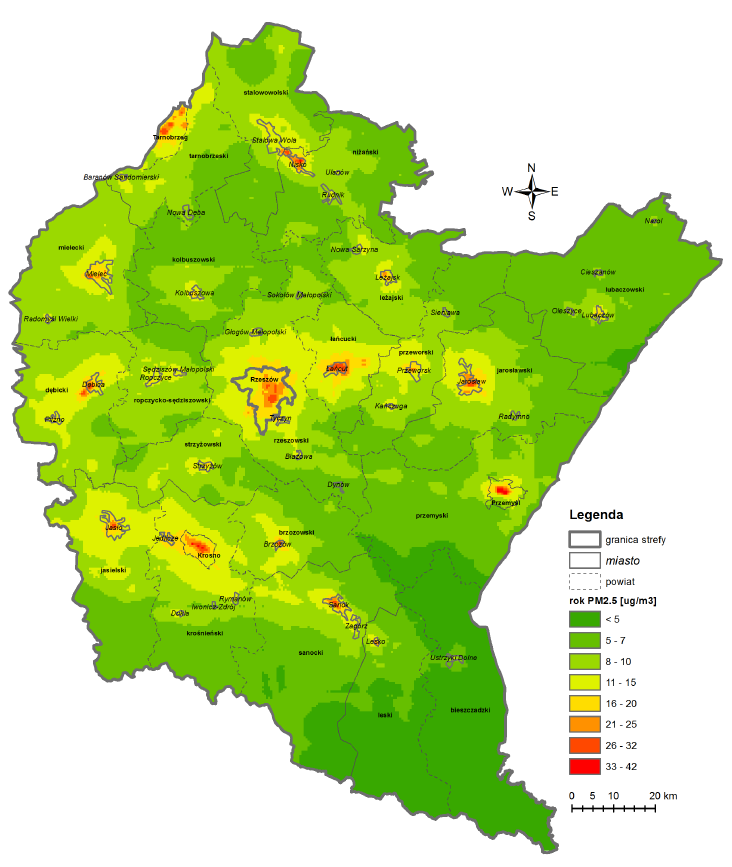 stalowowolski
Tarnobrzeg
Stalowa Wola
tarnobrzeski
Nisko
niżański
Ulanów
Baranów Sandomierski
Rudnik
Nowa Dęba
Narol
mielecki
Nowa Sarzyna
kolbuszowski
Cieszanów
Mielec
Leżajsk
lubaczowski
Kolbuszowa
Sokołów Małopolski
leżajski
Radomyśl Wielki
Sieniawa
Oleszyce
Lubaczów
Głogów Małopolski
łańcucki
przeworski
Sędziszów Małopolski
Łańcut
Przeworsk
jarosławski
Ropczyce
Rzeszów
Jarosław
dębicki
Dębica
ropczycko-sędziszowski
Kańczuga
Pilzno
Tyczyn
Radymno
rzeszowski
strzyżowski
Błażowa
Strzyżów
Dynów
Przemyśl
przemyski
Jasło
Jedlicze
brzozowski
Brzozów
Krosno
jasielski
Rymanów
Iwonicz-Zdrój
Dukla
Sanok
Zagórz
krośnieński
Lesko
sanocki
Ustrzyki Dolne
leski
bieszczadzki
N
W E
S
Legenda
granica strefy
miasto
powiat
rok PM2.5 [ug/m3]
< 5
5 - 7
8 - 10
11 - 15
16 - 20
21 - 25
26 - 32
33 - 42
0 5 10 20 km